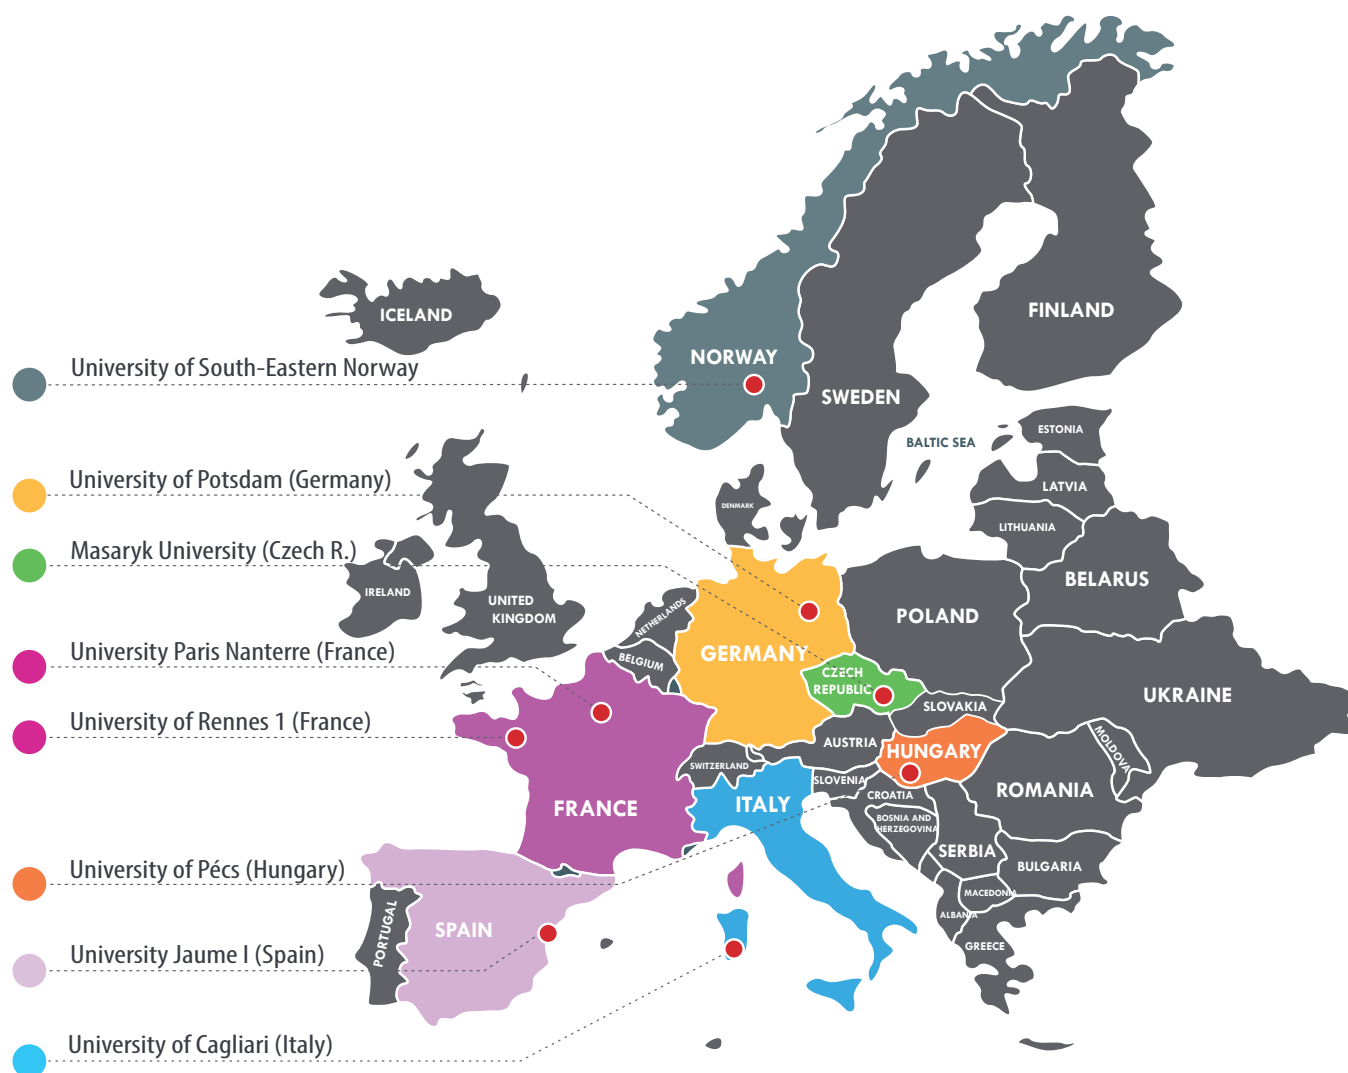 ICELAND
FINLAND
NORWAY
University of South-Eastern Norway
SWEDEN
ESTONIA
BALTIC SEA
University of Potsdam (Germany)
LATVIA
DENMARK
LITHUANIA
Masaryk University (Czech R.)
BELARUS
IRELAND
UNITED
KINGDOM
NETHERLANDS
POLAND
University Paris Nanterre (France)
GERMANY
BELGIUM
CZECH
REPUBLIC
UKRAINE
SLOVAKIA
University of Rennes 1 (France)
AUSTRIA
HUNGARY
MOLDOVA
SWITZERLAND
SLOVENIA
ROMANIA
CROATIA
ITALY
FRANCE
BOSNIA AND
HERZEGOVINA
SERBIA
BULGARIA
University of Pécs (Hungary)
MACEDONIA
ALBANIA
PORTUGAL
SPAIN
GREECE
University Jaume I (Spain)
University of Cagliari (Italy)